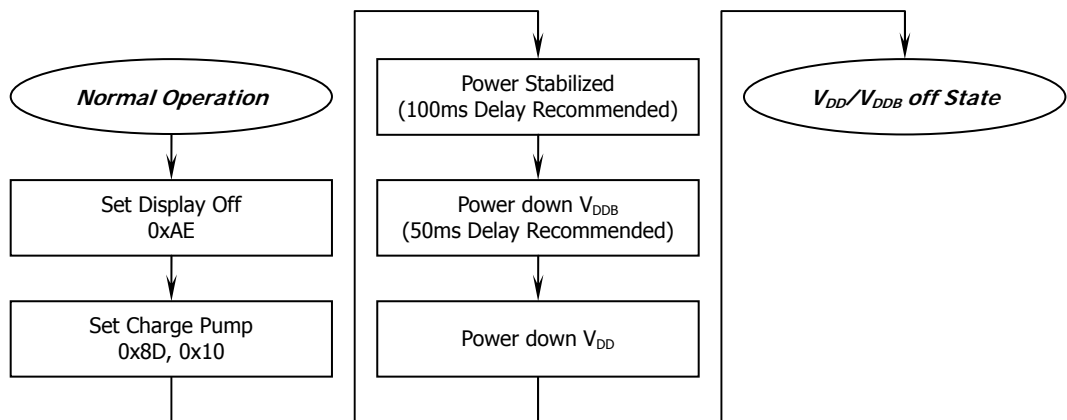 Normal Operation
Set Display Off
0xAE
Set Charge Pump
0x8D, 0x10
Power Stabilized
(100ms Delay Recommended)
Power down VDDB
(50ms Delay Recommended)
Power down VDD
VDD/VDDB off State